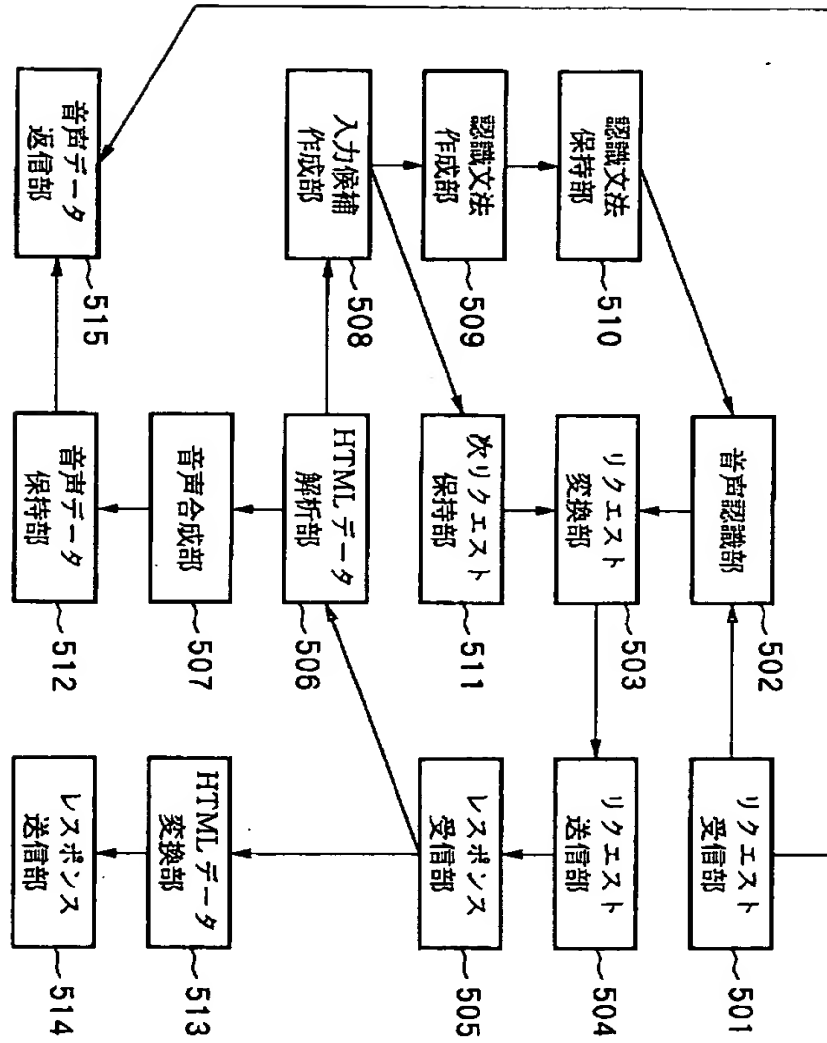 音声認識部
502
リクエスト
受信部
501
認識文法
保持部
510
リクエスト
変換部
503
リクエスト
送信部
504
認識文法
作成部
509
次リクエスト
保持部
511
レスポンス
受信部
505
入力候補
作成部
508
HTMLデータ
解析部
506
音声合成部
507
HTMLデータ
変換部
513
音声データ
返信部
515
音声データ
保持部
512
レスポンス
送信部
514